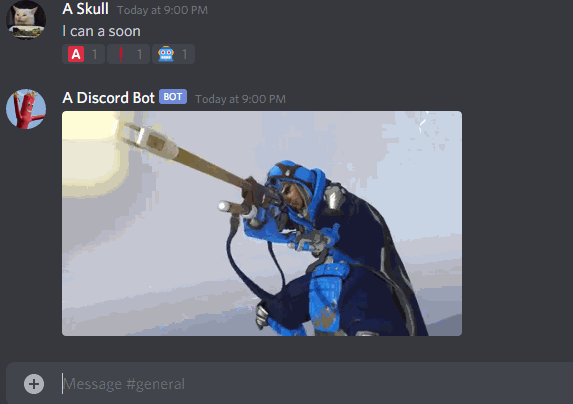 A Skull Today at 9:00 PM
I can a soon
A 1 ! 1 1
A Discord Bot BOT Today at 9:00 PM
Message #general